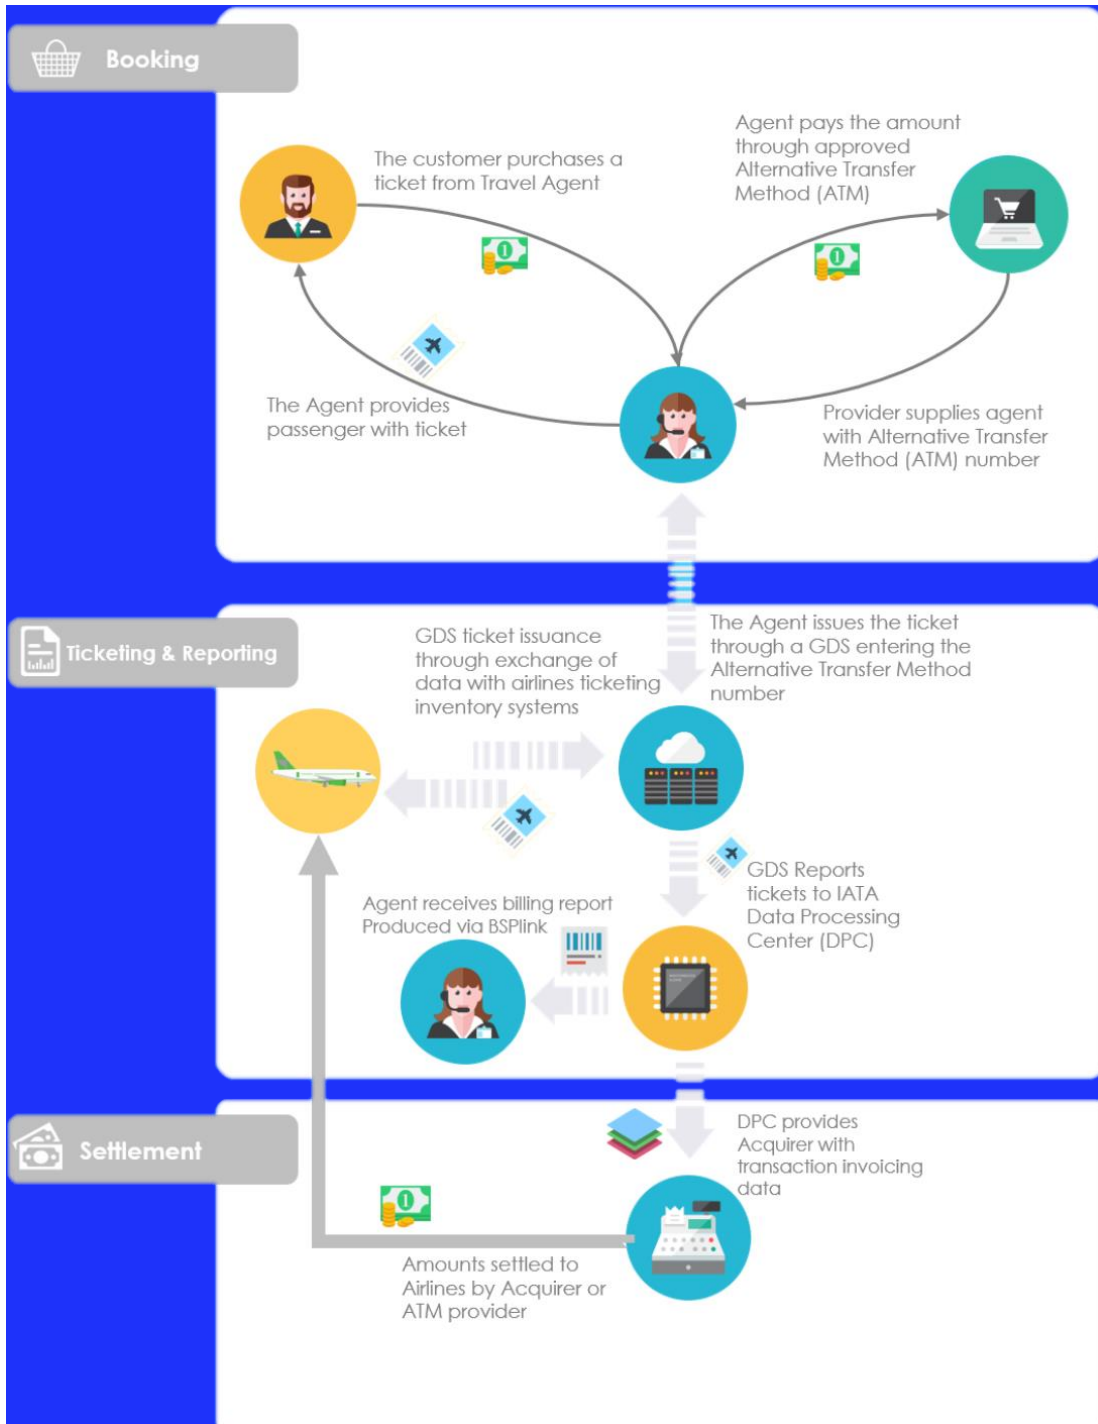 Booking
The customer purchases a
ticket from Travel Agent
Agent pays the amount
through approved
Alternative Transfer
Method (ATM)
1
1
The Agent provides
passenger with ticket
Provider supplies agent
with Alternative Transfer
Method (ATM) number
Ticketing & Reporting
GDS ticket issuance
through exchange of
data with airlines ticketing
inventory systems
The Agent issues the ticket
through a GDS entering the
Alternative Transfer Method
number
GDS Reports
tickets to IATA
Data Processing
Center (DPC)
Agent receives billing report
Produced via BSPlink
Settlement
DPC provides
Acquirer with
transaction invoicing
data
1
Amounts settled to
Airlines by Acquirer or
ATM provider